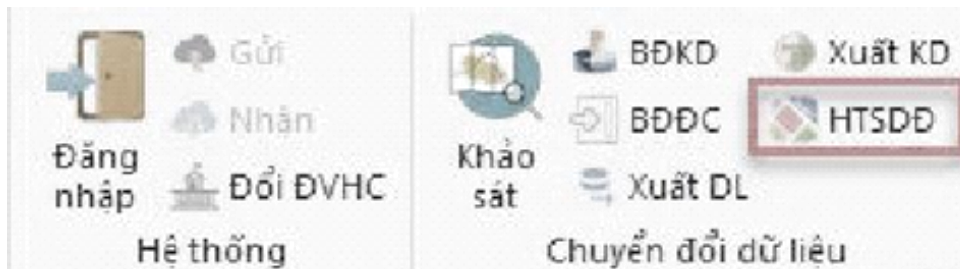 Đăng nhập
Gửi
Nhận
Đổi ĐVHC
Hệ thống
Khảo sát
BĐKD
BĐĐC
Xuất DL
Xuất KD
HTSDĐ
Chuyển đổi dữ liệu